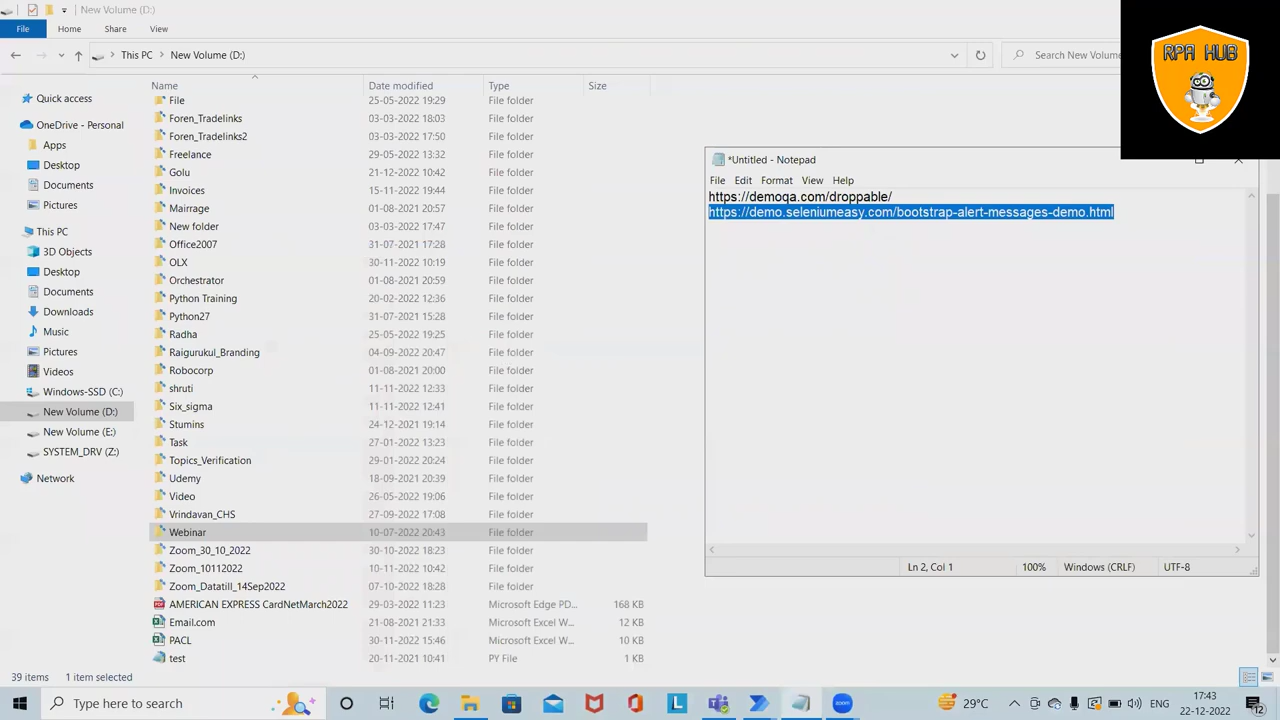 New Volume (D:)
File Home Share View
This PC New Volume (D:)
Search New Volume
RPA HUB
Name Date modified Type Size
Quick access
OneDrive - Personal
Apps
Desktop
Documents
Pictures
This PC
3D Objects
Desktop
Documents
Downloads
Music
Pictures
Videos
Windows-SSD (C:)
New Volume (D:)
New Volume (E:)
SYSTEM_DRV (Z:)
Network
File 25-05-2022 19:29 File folder
Foren_Tradelinks 03-03-2022 18:03 File folder
Foren_Tradelinks2 03-03-2022 17:50 File folder
Freelance 29-05-2022 13:32 File folder
Golu 21-12-2022 10:42 File folder
Invoices 15-11-2022 19:44 File folder
Mairrage 01-08-2021 20:57 File folder
New folder 03-03-2022 17:47 File folder
Office2007 31-07-2021 17:28 File folder
OLX 30-11-2022 10:19 File folder
Orchestrator 01-08-2021 20:59 File folder
Python Training 20-02-2022 12:36 File folder
Python27 31-07-2021 15:28 File folder
Radha 25-05-2022 19:25 File folder
Raigurukul_Branding 04-09-2022 20:47 File folder
Robocorp 01-08-2021 20:00 File folder
shruti 11-11-2022 12:33 File folder
Six_sigma 11-11-2022 12:41 File folder
Stumins 24-12-2021 19:14 File folder
Task 27-01-2022 13:23 File folder
Topics_Verification 29-01-2022 20:24 File folder
Udemy 18-09-2021 20:39 File folder
Video 26-05-2022 19:06 File folder
Vrindavan_CHS 27-09-2022 17:08 File folder
Webinar 10-07-2022 20:43 File folder
Zoom_30_10_2022 30-10-2022 18:23 File folder
Zoom_10112022 10-11-2022 10:42 File folder
Zoom_Datatill_14Sep2022 07-10-2022 18:28 File folder
AMERICAN EXPRESS CardNetMarch2022 29-03-2022 11:23 Microsoft Edge PD... 168 KB
Email.com 21-08-2021 21:33 Microsoft Excel W... 12 KB
PACL 30-11-2022 15:46 Microsoft Excel W... 10 KB
test 20-11-2021 10:41 PY File 1 KB
39 items 1 item selected
*Untitled - Notepad
File Edit Format View Help
https://demoqa.com/droppable/
https://demo.seleniumeasy.com/bootstrap-alert-messages-demo.html
Ln 2, Col 1 100% Windows (CRLF) UTF-8
Type here to search
zoom
29°C
ENG
17:43
22-12-2022
12